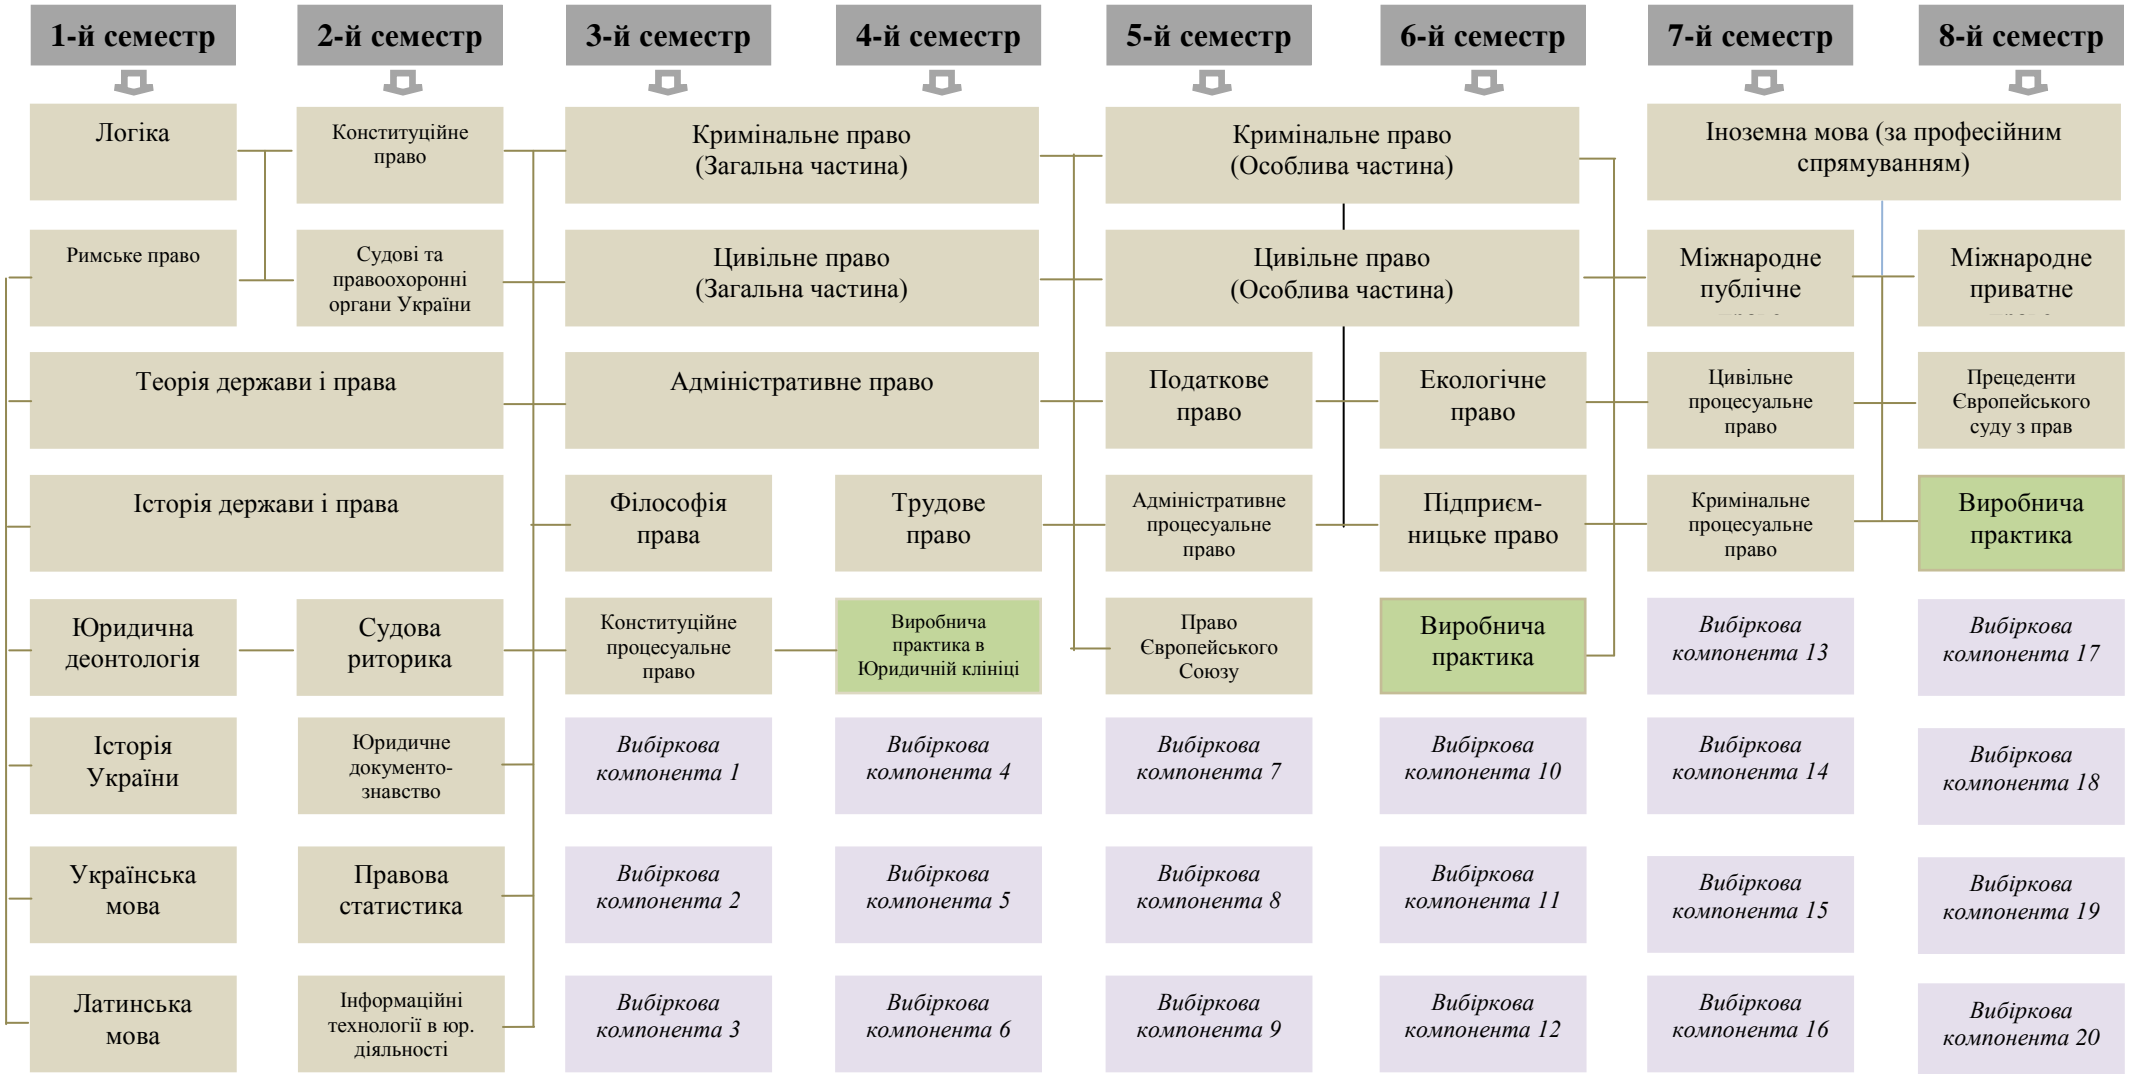 1-й семестр
2-й семестр
3-й семестр
4-й семестр
5-й семестр
6-й семестр
7-й семестр
8-й семестр
Логіка
Конституційне
право
Кримінальне право
(Загальна частина)
Кримінальне право
(Особлива частина)
Іноземна мова (за професійним
спрямуванням)
Римське право
Судові та
правоохоронні
органи України
Цивільне право
(Загальна частина)
Цивільне право
(Особлива частина)
Міжнародне
публічне
Міжнародне
приватне
Теорія держави і права
Адміністративне право
Податкове
право
Екологічне
право
Цивільне
процесуальне
право
Прецеденти
Європейського
суду з прав
Історія держави і права
Філософія
права
Трудове
право
Адміністративне
процесуальне
право
Підприєм-
ницьке право
Кримінальне
процесуальне
право
Виробнича
практика
Юридична
деонтологія
Судова
риторика
Конституційне
процесуальне
право
Виробнича
практика в
Юридичній клініці
Право
Європейського
Союзу
Виробнича
практика
Вибіркова
компонента 13
Вибіркова
компонента 17
Історія
України
Юридичне
документо-
знавство
Вибіркова
компонента 1
Вибіркова
компонента 4
Вибіркова
компонента 7
Вибіркова
компонента 10
Вибіркова
компонента 14
Вибіркова
компонента 18
Українська
мова
Правова
статистика
Вибіркова
компонента 2
Вибіркова
компонента 5
Вибіркова
компонента 8
Вибіркова
компонента 11
Вибіркова
компонента 15
Вибіркова
компонента 19
Латинська
мова
Інформаційні
технології в юр.
діяльності
Вибіркова
компонента 3
Вибіркова
компонента 6
Вибіркова
компонента 9
Вибіркова
компонента 12
Вибіркова
компонента 16
Вибіркова
компонента 20